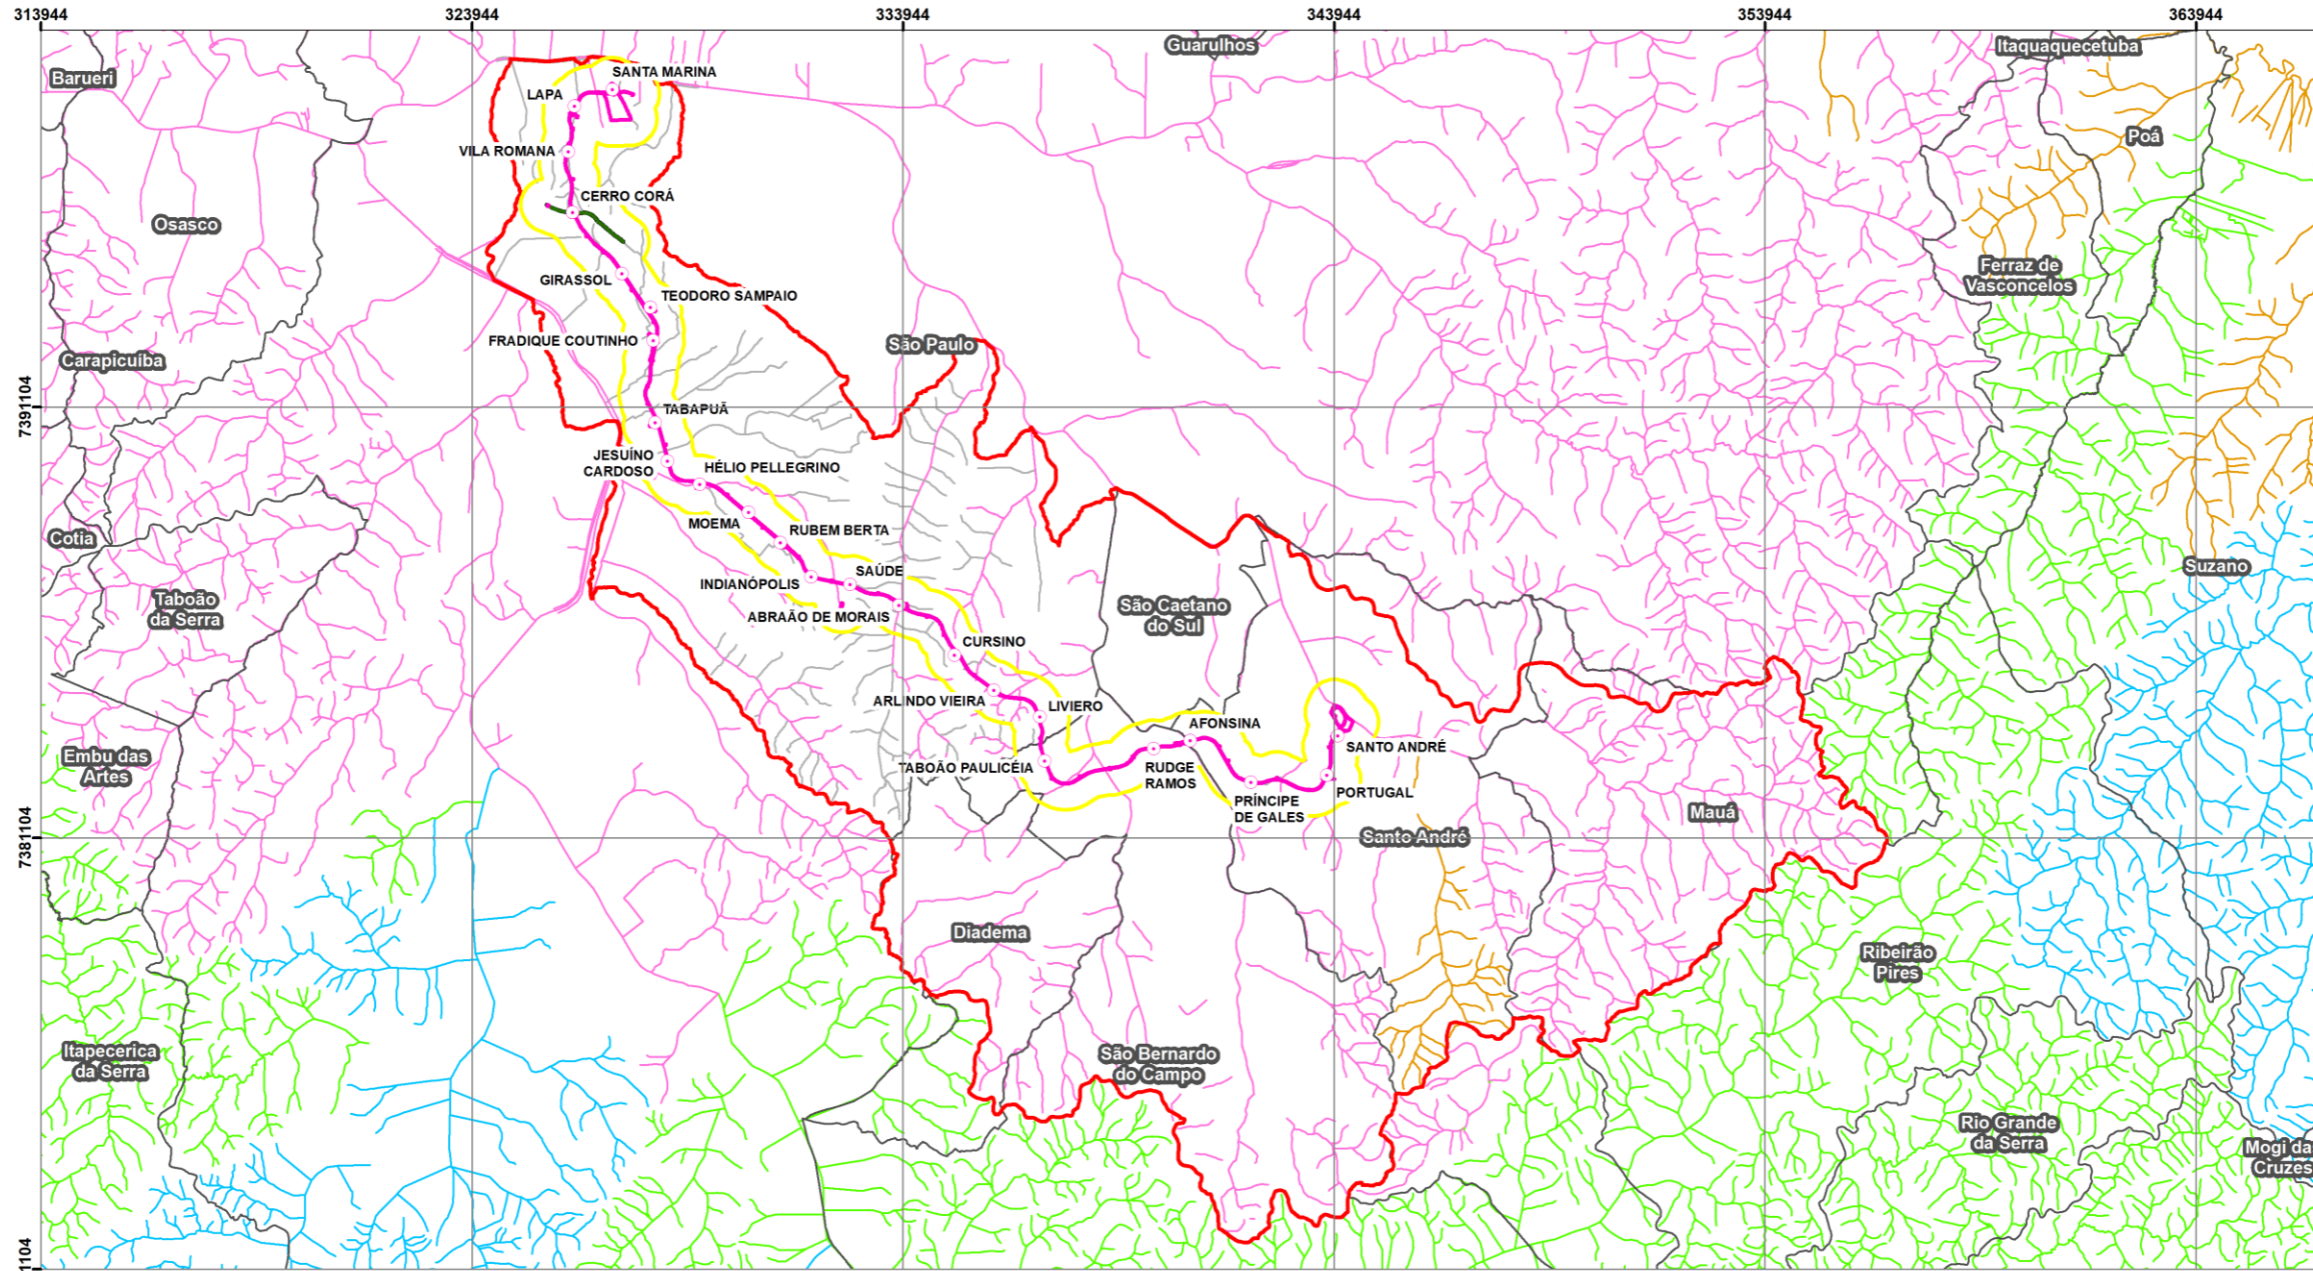 313944
323944
333944
343944
353944
363944
Guarulhos
Itaquaquecetuba
Barueri
SANTA MARINA
LAPA
Poá
VILA ROMANA
CERRO CORÁ
Osasco
Ferraz de
Vasconcelos
GIRASSOL
TEODORO SAMPAIO
FRADIQUE COUTINHO
São Paulo
Carapicuíba
7391104
TABAPUÃ
JESUÍNO
CARDOSO
HÉLIO PELLEGRINO
MOEMA
RUBEM BERTA
Cotia
Suzano
SAÚDE
INDIANÓPOLIS
Taboão
da Serra
São Caetano
do Sul
ABRAÃO DE MORAIS
CURSINO
ARLINDO VIEIRA
LIVIERO
AFONSINA
SANTO ANDRÉ
Embu das
Artes
TABOÃO PAULICÉIA
RUDGE
RAMOS
PORTUGAL
PRÍNCIPE
DE GALES
Mauá
7381104
Santo André
Diadema
Ribeirão
Pires
Itapecerica
da Serra
São Bernardo
do Campo
Rio Grande
da Serra
Mogi da
Cruzes
1104